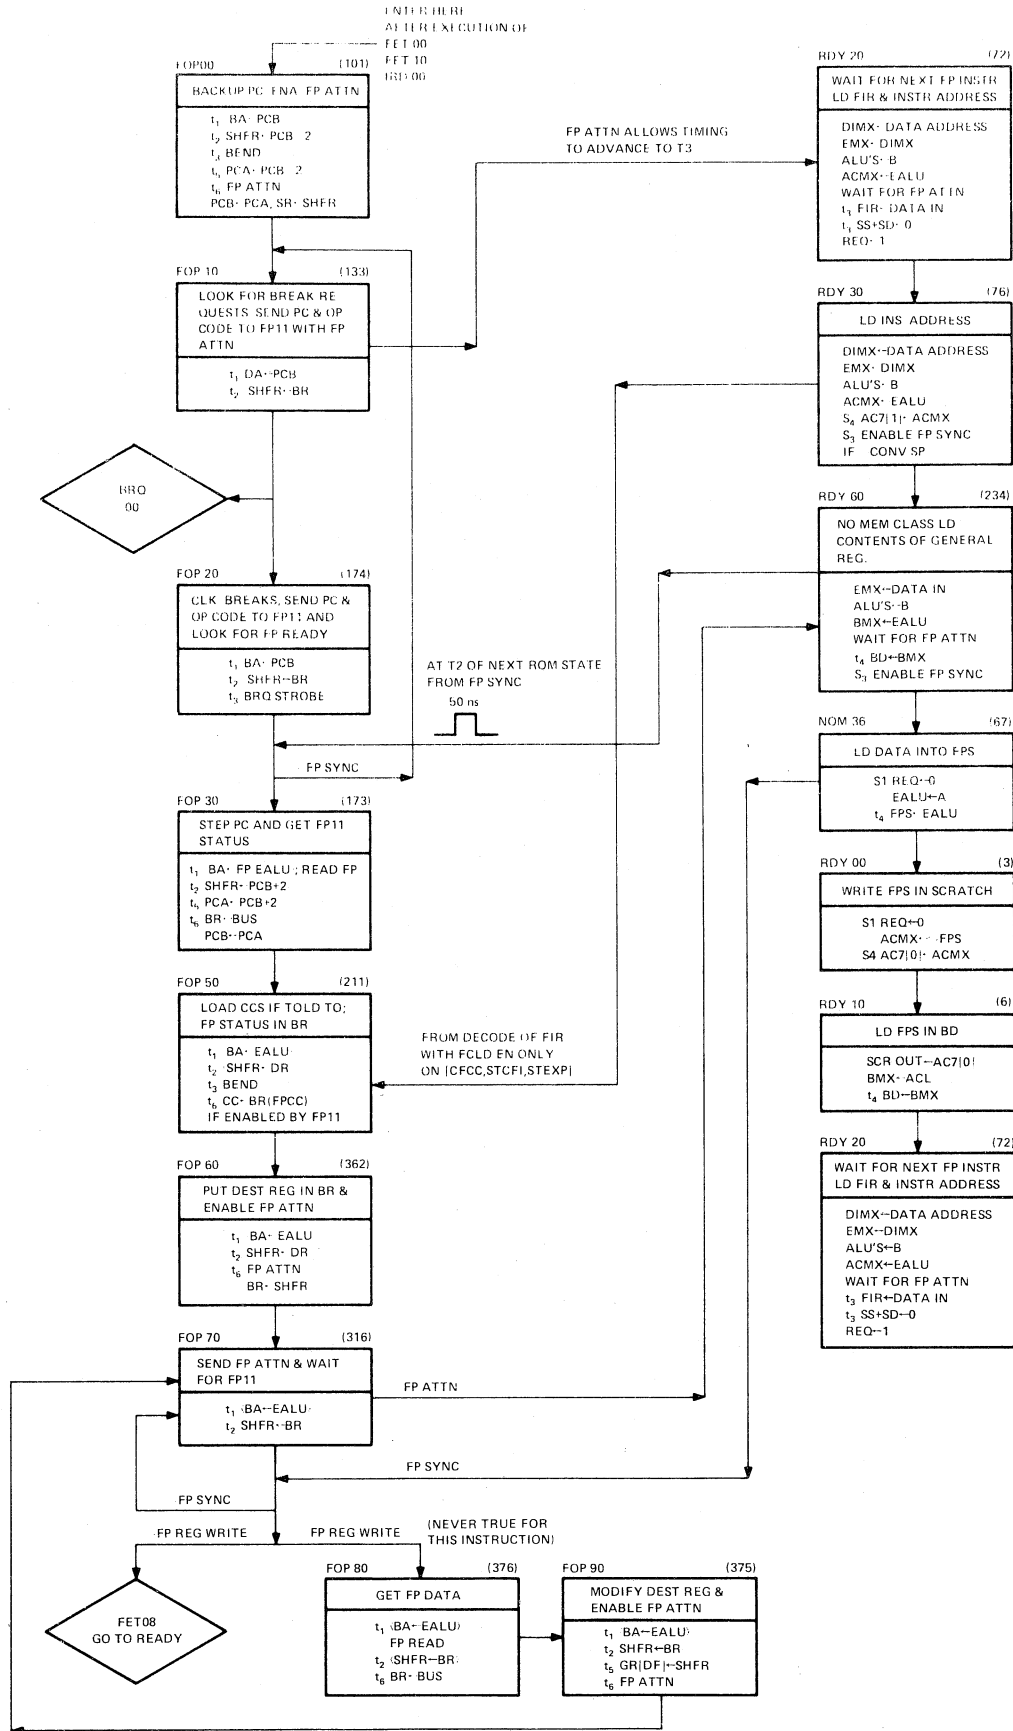 ENTER HERE
AFTER EXECUTION OF
FET 00
FET 10
IRD 00
FOP00 (101)
BACKUP PC, ENA FP ATTN
t1 BA← PCB
t2 SHFR← PCB 2
BEND
t5 PCA← PCB 2
t6 FP ATTN
PCB← PCA, SR← SHFR
FP ATTN ALLOWS TIMING
TO ADVANCE TO T3
FOP 10 (133)
LOOK FOR BREAK RE
QUESTS SEND PC & OP
CODE TO FP11 WITH FP
ATTN
t1 DA←PCB
t2 SHFR←BR
BRQ
00
FOP 20 (174)
CLK BREAKS, SEND PC &
OP CODE TO FP11 AND
LOOK FOR FP READY
t1 BA← PCB
t2 SHFR←BR
t3 BRQ STROBE
AT T2 OF NEXT ROM STATE
FROM FP SYNC
50 ns
FP SYNC
FOP 30 (173)
STEP PC AND GET FP11
STATUS
t1 BA← FP EALU ; READ FP
t2 SHFR← PCB+2
t5 PCA← PCB+2
t6 BR← BUS
PCB←PCA
FOP 50 (211)
LOAD CCS IF TOLD TO;
FP STATUS IN BR
t1 BA← EALU
t2 SHFR← DR
t3 BEND
t6 CC← BR(FPCC)
IF ENABLED BY FP11
FROM DECODE OF FIR
WITH FCLD EN ONLY
ON [CFCC,STCFI,STEXP]
FOP 60 (362)
PUT DEST REG IN BR &
ENABLE FP ATTN
t1 BA← EALU
t2 SHFR← DR
t6 FP ATTN
BR← SHFR
FOP 70 (316)
SEND FP ATTN & WAIT
FOR FP11
t1 (BA←EALU)
t2 SHFR←BR
FP ATTN
FP SYNC
FP SYNC
FP REG WRITE
FP REG WRITE
(NEVER TRUE FOR
THIS INSTRUCTION)
FET08
GO TO READY
FOP 80 (376)
GET FP DATA
t1 (BA←EALU)
FP READ
t2 (SHFR←BR)
t6 BR← BUS
FOP 90 (375)
MODIFY DEST REG &
ENABLE FP ATTN
t1 (BA←EALU)
t2 SHFR←BR
t5 GR[DF]←SHFR
t6 FP ATTN
RDY 20 (72)
WAIT FOR NEXT FP INSTR
LD FIR & INSTR ADDRESS
DIMX← DATA ADDRESS
EMX← DIMX
ALU'S← B
ACMX←EALU
WAIT FOR FP ATTN
t3 FIR← DATA IN
t3 SS+SD← 0
REQ← 1
RDY 30 (76)
LD INS ADDRESS
DIMX←DATA ADDRESS
EMX← DIMX
ALU'S← B
ACMX← EALU
S4 AC7[1]← ACMX
S3 ENABLE FP SYNC
IF CONV SP
RDY 60 (234)
NO MEM CLASS LD
CONTENTS OF GENERAL
REG.
EMX←DATA IN
ALU'S←B
BMX←EALU
WAIT FOR FP ATTN
t4 BD←BMX
S3 ENABLE FP SYNC
NOM 36 (67)
LD DATA INTO FPS
S1 REQ←0
EALU←A
t4 FPS← EALU
RDY 00 (3)
WRITE FPS IN SCRATCH
S1 REQ←0
ACMX← FPS
S4 AC7[0]← ACMX
RDY 10 (6)
LD FPS IN BD
SCR OUT←AC7[0]
BMX← ACL
t4 BD←BMX
RDY 20 (72)
WAIT FOR NEXT FP INSTR
LD FIR & INSTR ADDRESS
DIMX←DATA ADDRESS
EMX←DIMX
ALU'S←B
ACMX←EALU
WAIT FOR FP ATTN
t3 FIR←DATA IN
t3 SS+SD←0
REQ←1